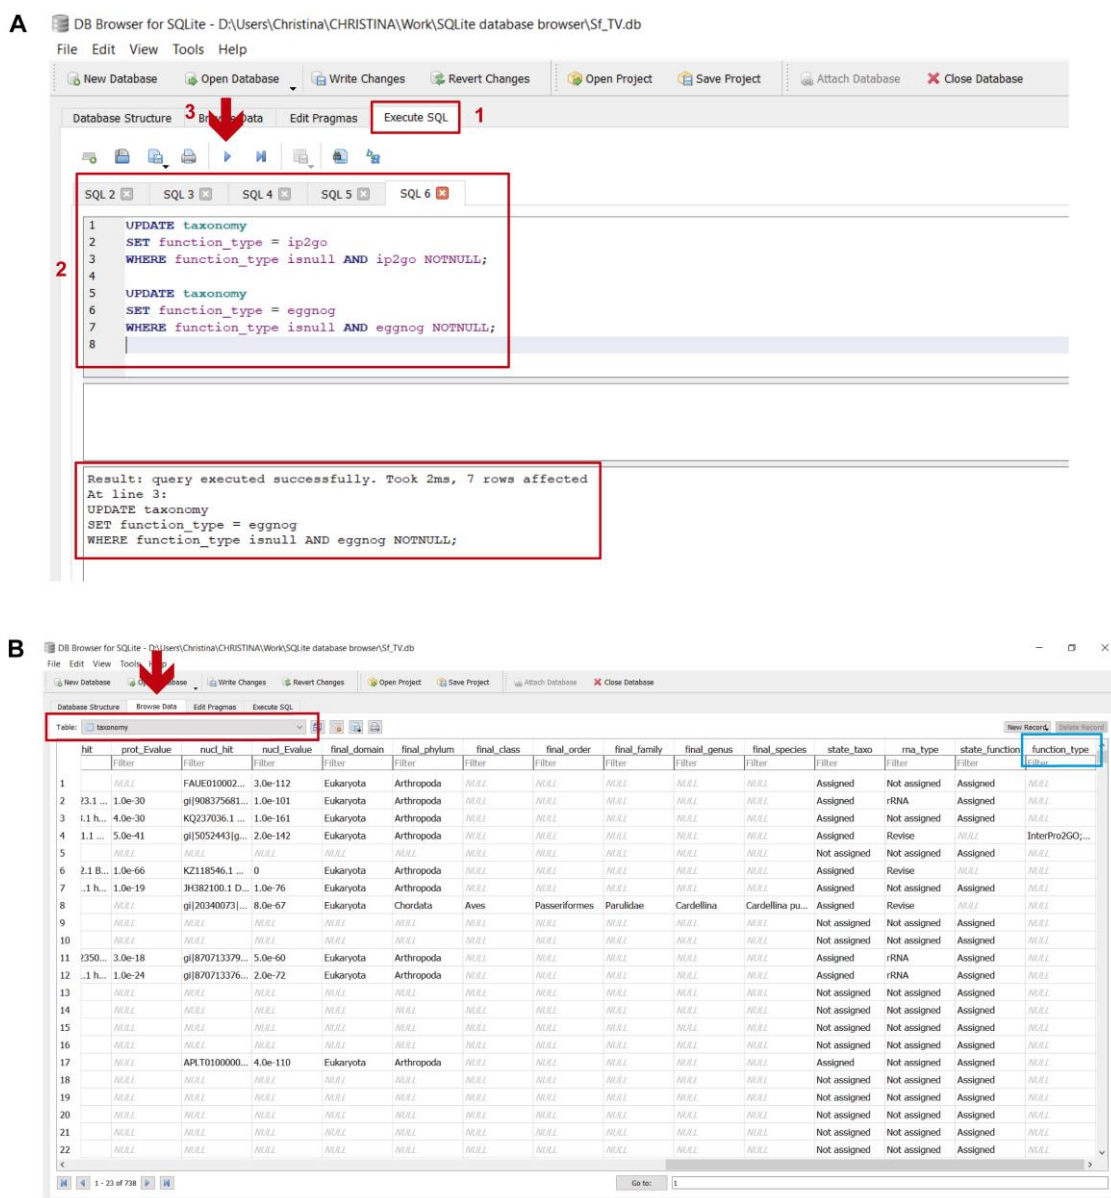 A
DB Browser for SQLite - D:\Users\Christina\CHRISTINA\Work\SQLite database browser\Sf_TV.db
File Edit View Tools Help
New Database Open Database Write Changes Revert Changes Open Project Save Project Attach Database Close Database
3
Database Structure Data Edit Pragmas Execute SQL 1
SQL 2 SQL 3 SQL 4 SQL 5 SQL 6
1 UPDATE taxonomy
2 SET function_type = ip2go
3 WHERE function_type isnull AND ip2go NOTNULL;
2
4
5 UPDATE taxonomy
6 SET function_type = eggnog
7 WHERE function_type isnull AND eggnog NOTNULL;
8
Result: query executed successfully. Took 2ms, 7 rows affected
At line 3:
UPDATE taxonomy
SET function_type = eggnog
WHERE function_type isnull AND eggnog NOTNULL;
B
DB Browser for SQLite - D:\Users\Christina\CHRISTINA\Work\SQLite database browser\Sf_TV.db
File Edit View Tools
New Database Write Changes Revert Changes Open Project Save Project Attach Database Close Database
Database Structure Browse Data Edit Pragmas Execute SQL
Table: taxonomy New Record Delete Record
hit prot_Evalue nucl_hit nucl_Evalue final_domain final_phylum final_class final_order final_family final_genus final_species state_taxo rna_type state_function function_type
Filter Filter Filter Filter Filter Filter Filter Filter Filter Filter Filter Filter Filter Filter
1 NULL FAUE010002... 3.0e-112 Eukaryota Arthropoda NULL NULL NULL NULL NULL Assigned Not assigned Assigned NULL
2 23.1 ... 1.0e-30 gi|908375681... 1.0e-101 Eukaryota Arthropoda NULL NULL NULL NULL NULL Assigned rRNA Assigned NULL
3 .1 h... 4.0e-30 KQ237036.1 ... 1.0e-161 Eukaryota Arthropoda NULL NULL NULL NULL NULL Assigned Not assigned Assigned NULL
4 1.1 ... 5.0e-41 gi|5052443|g... 2.0e-142 Eukaryota Arthropoda NULL NULL NULL NULL NULL Assigned Revise NULL InterPro2GO;...
5 NULL NULL NULL NULL NULL NULL NULL NULL NULL NULL Not assigned Not assigned Assigned NULL
6 2.1 B... 1.0e-66 KZ118546.1 ... 0 Eukaryota Arthropoda NULL NULL NULL NULL NULL Assigned Revise NULL NULL
7 .1 h... 1.0e-19 JH382100.1 D... 1.0e-76 Eukaryota Arthropoda NULL NULL NULL NULL NULL Assigned Not assigned Assigned NULL
8 NULL gi|20340073|... 8.0e-67 Eukaryota Chordata Aves Passeriformes Parulidae Cardellina Cardellina pu... Assigned Revise NULL NULL
9 NULL NULL NULL NULL NULL NULL NULL NULL NULL NULL Not assigned Not assigned Assigned NULL
10 NULL NULL NULL NULL NULL NULL NULL NULL NULL NULL Not assigned Not assigned Assigned NULL
11 2350... 3.0e-18 gi|870713379... 5.0e-60 Eukaryota Arthropoda NULL NULL NULL NULL NULL Assigned rRNA Assigned NULL
12 .1 h... 1.0e-24 gi|870713376... 2.0e-72 Eukaryota Arthropoda NULL NULL NULL NULL NULL Assigned rRNA Assigned NULL
13 NULL NULL NULL NULL NULL NULL NULL NULL NULL NULL Not assigned Not assigned Assigned NULL
14 NULL NULL NULL NULL NULL NULL NULL NULL NULL NULL Not assigned Not assigned Assigned NULL
15 NULL NULL NULL NULL NULL NULL NULL NULL NULL NULL Not assigned Not assigned Assigned NULL
16 NULL NULL NULL NULL NULL NULL NULL NULL NULL NULL Not assigned Not assigned Assigned NULL
17 NULL APLT0100000... 4.0e-110 Eukaryota Arthropoda NULL NULL NULL NULL NULL Assigned Not assigned Assigned NULL
18 NULL NULL NULL NULL NULL NULL NULL NULL NULL NULL Not assigned Not assigned Assigned NULL
19 NULL NULL NULL NULL NULL NULL NULL NULL NULL NULL Not assigned Not assigned Assigned NULL
20 NULL NULL NULL NULL NULL NULL NULL NULL NULL NULL Not assigned Not assigned Assigned NULL
21 NULL NULL NULL NULL NULL NULL NULL NULL NULL NULL Not assigned Not assigned Assigned NULL
22 NULL NULL NULL NULL NULL NULL NULL NULL NULL NULL Not assigned Not assigned Assigned NULL
1 - 23 of 738 Go to: 1